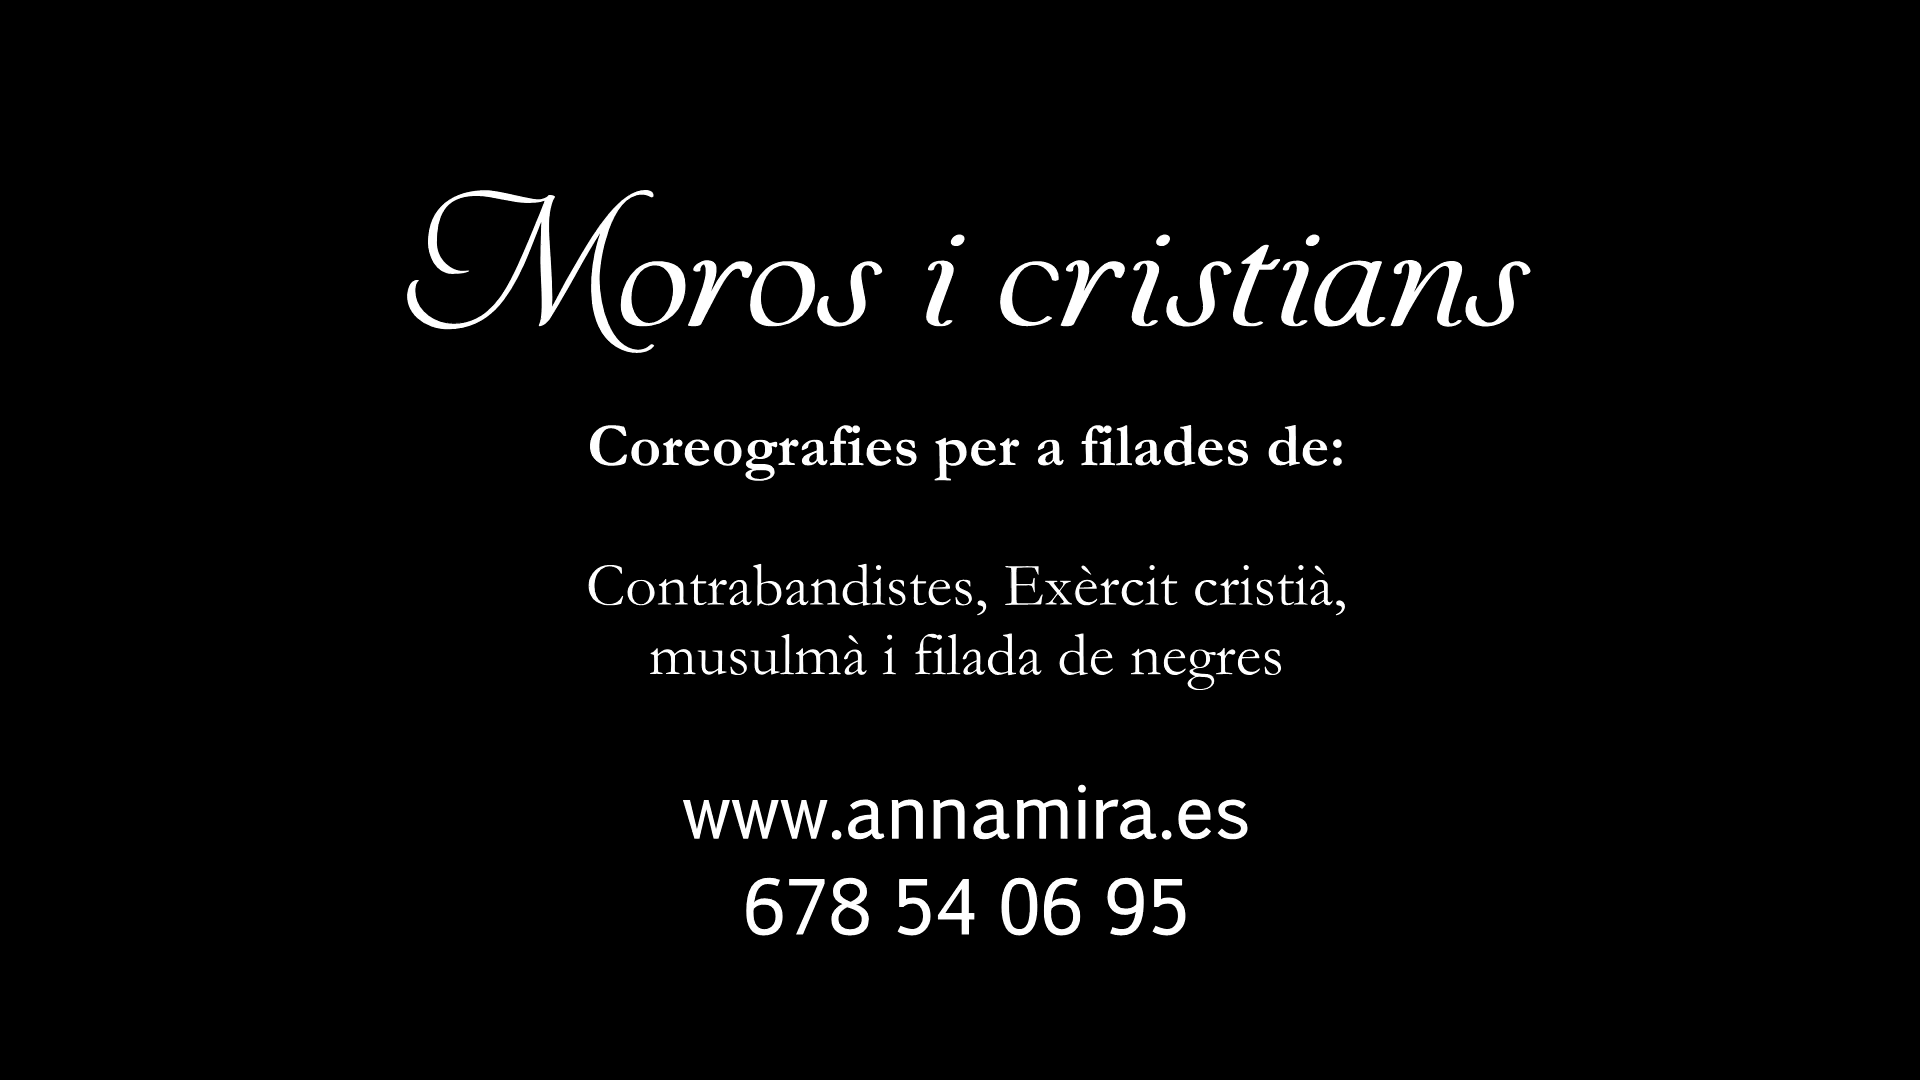 Moros i cristians
Coreografies per a filades de:
Contrabandistes, Exèrcit cristià,
musulmà i filada de negres
www.annamira.es
678 54 06 95